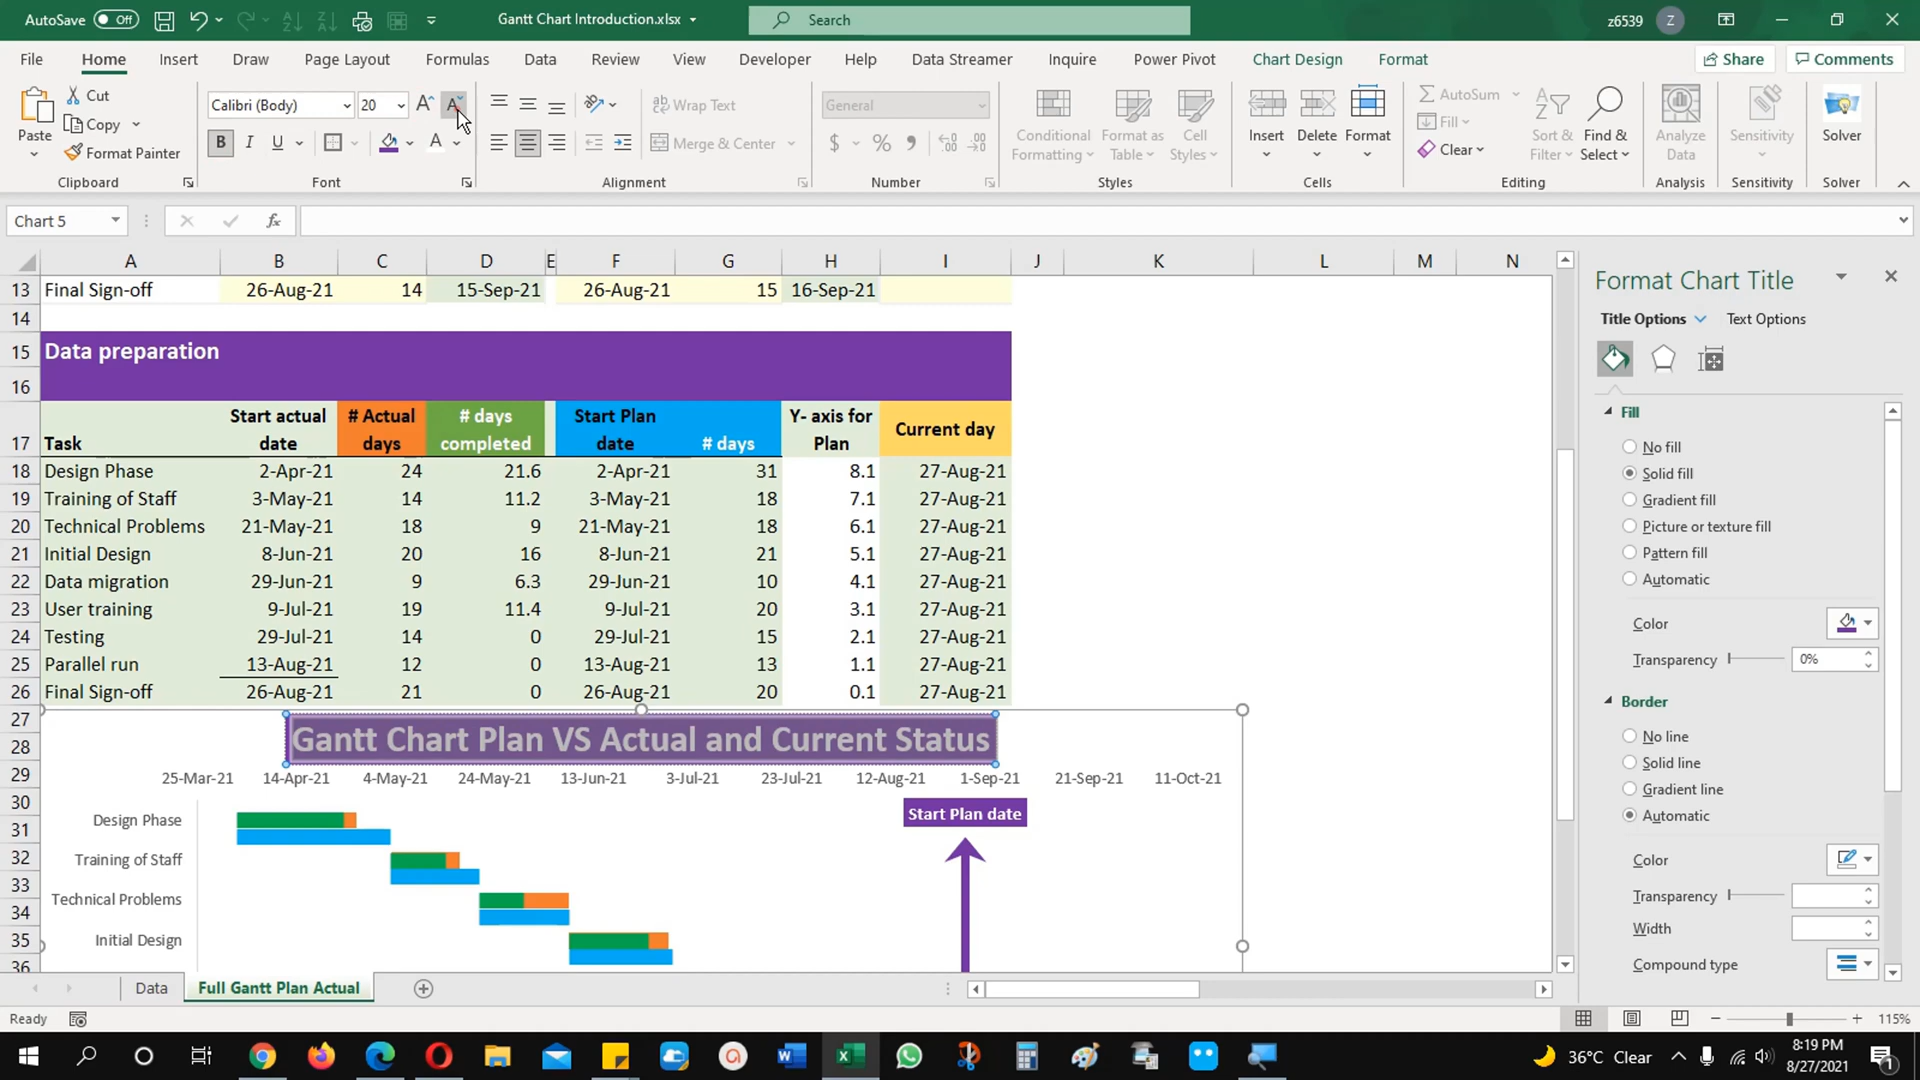 AutoSave Off Gantt Chart Introduction.xlsx Search z6539 Z
File Home Insert Draw Page Layout Formulas Data Review View Developer Help Data Streamer Inquire Power Pivot Chart Design Format Share Comments
Cut
Copy
Format Painter
Paste
Clipboard
Calibri (Body) 20
B I U
Font
Wrap Text
Merge & Center
Alignment
General
$ % 9
Number
Conditional Formatting
Format as Table
Cell Styles
Styles
Insert
Delete
Format
Cells
AutoSum
Fill
Clear
Sort & Filter
Find & Select
Editing
Analyze Data
Analysis
Sensitivity
Sensitivity
Solver
Solver
Chart 5 fx
A B C D E F G H I J K L M N
13 Final Sign-off 26-Aug-21 14 15-Sep-21 26-Aug-21 15 16-Sep-21
14
15 Data preparation
16
17 Task Start actual date # Actual days # days completed Start Plan date # days Y- axis for Plan Current day
18 Design Phase 2-Apr-21 24 21.6 2-Apr-21 31 8.1 27-Aug-21
19 Training of Staff 3-May-21 14 11.2 3-May-21 18 7.1 27-Aug-21
20 Technical Problems 21-May-21 18 9 21-May-21 18 6.1 27-Aug-21
21 Initial Design 8-Jun-21 20 16 8-Jun-21 21 5.1 27-Aug-21
22 Data migration 29-Jun-21 9 6.3 29-Jun-21 10 4.1 27-Aug-21
23 User training 9-Jul-21 19 11.4 9-Jul-21 20 3.1 27-Aug-21
24 Testing 29-Jul-21 14 0 29-Jul-21 15 2.1 27-Aug-21
25 Parallel run 13-Aug-21 12 0 13-Aug-21 13 1.1 27-Aug-21
26 Final Sign-off 26-Aug-21 21 0 26-Aug-21 20 0.1 27-Aug-21
27
28 Gantt Chart Plan VS Actual and Current Status
29 25-Mar-21 14-Apr-21 4-May-21 24-May-21 13-Jun-21 3-Jul-21 23-Jul-21 12-Aug-21 1-Sep-21 21-Sep-21 11-Oct-21
30 Start Plan date
31 Design Phase
32 Training of Staff
33
34 Technical Problems
35 Initial Design
36
Format Chart Title
Title Options Text Options
Fill
No fill
Solid fill
Gradient fill
Picture or texture fill
Pattern fill
Automatic
Color
Transparency 0%
Border
No line
Solid line
Gradient line
Automatic
Color
Transparency
Width
Compound type
Data Full Gantt Plan Actual
Ready 115%
36°C Clear 8:19 PM
8/27/2021 1